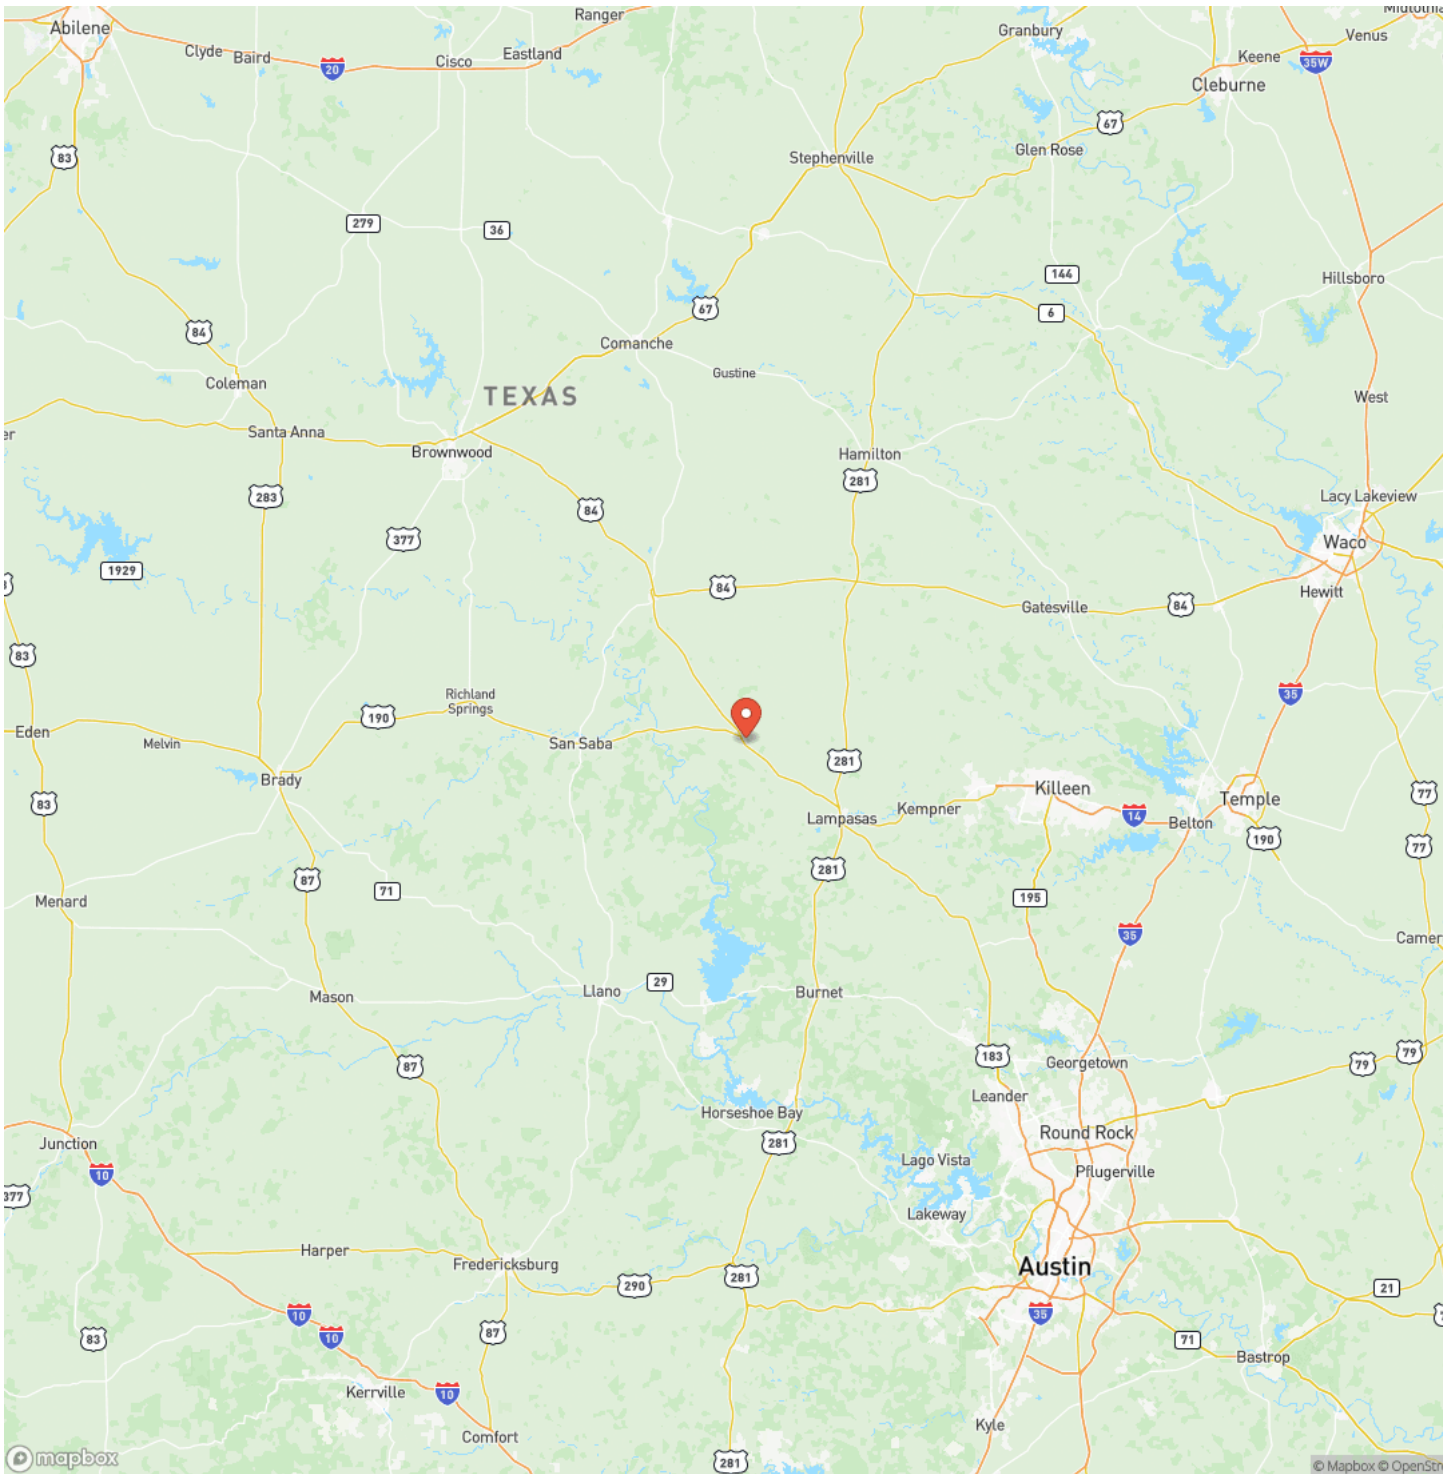 Ranger
Midlothia
Abilene
Granbury
Venus
Clyde
Baird
Cisco
Eastland
Keene
20
35W
Cleburne
67
83
Glen Rose
Stephenville
279
36
144
Hillsboro
67
6
84
Comanche
Gustine
Coleman
TEXAS
West
er
Santa Anna
Brownwood
Hamilton
281
283
Lacy Lakeview
84
377
Waco
1929
84
Hewitt
Gatesville
84
83
Richland
Springs
35
190
Eden
Melvin
San Saba
281
Brady
Killeen
Temple
77
83
Kempner
Lampasas
14
Belton
190
77
281
87
71
Menard
195
35
Camer
29
Llano
Burnet
Mason
183
Georgetown
79
79
87
Leander
Horseshoe Bay
Round Rock
Junction
281
10
Lago Vista
Pflugerville
377
Lakeway
Harper
Fredericksburg
Austin
281
290
21
10
35
87
10
83
71
Bastrop
Kerrville
10
Kyle
Comfort
281
mapbox
© Mapbox © OpenStr